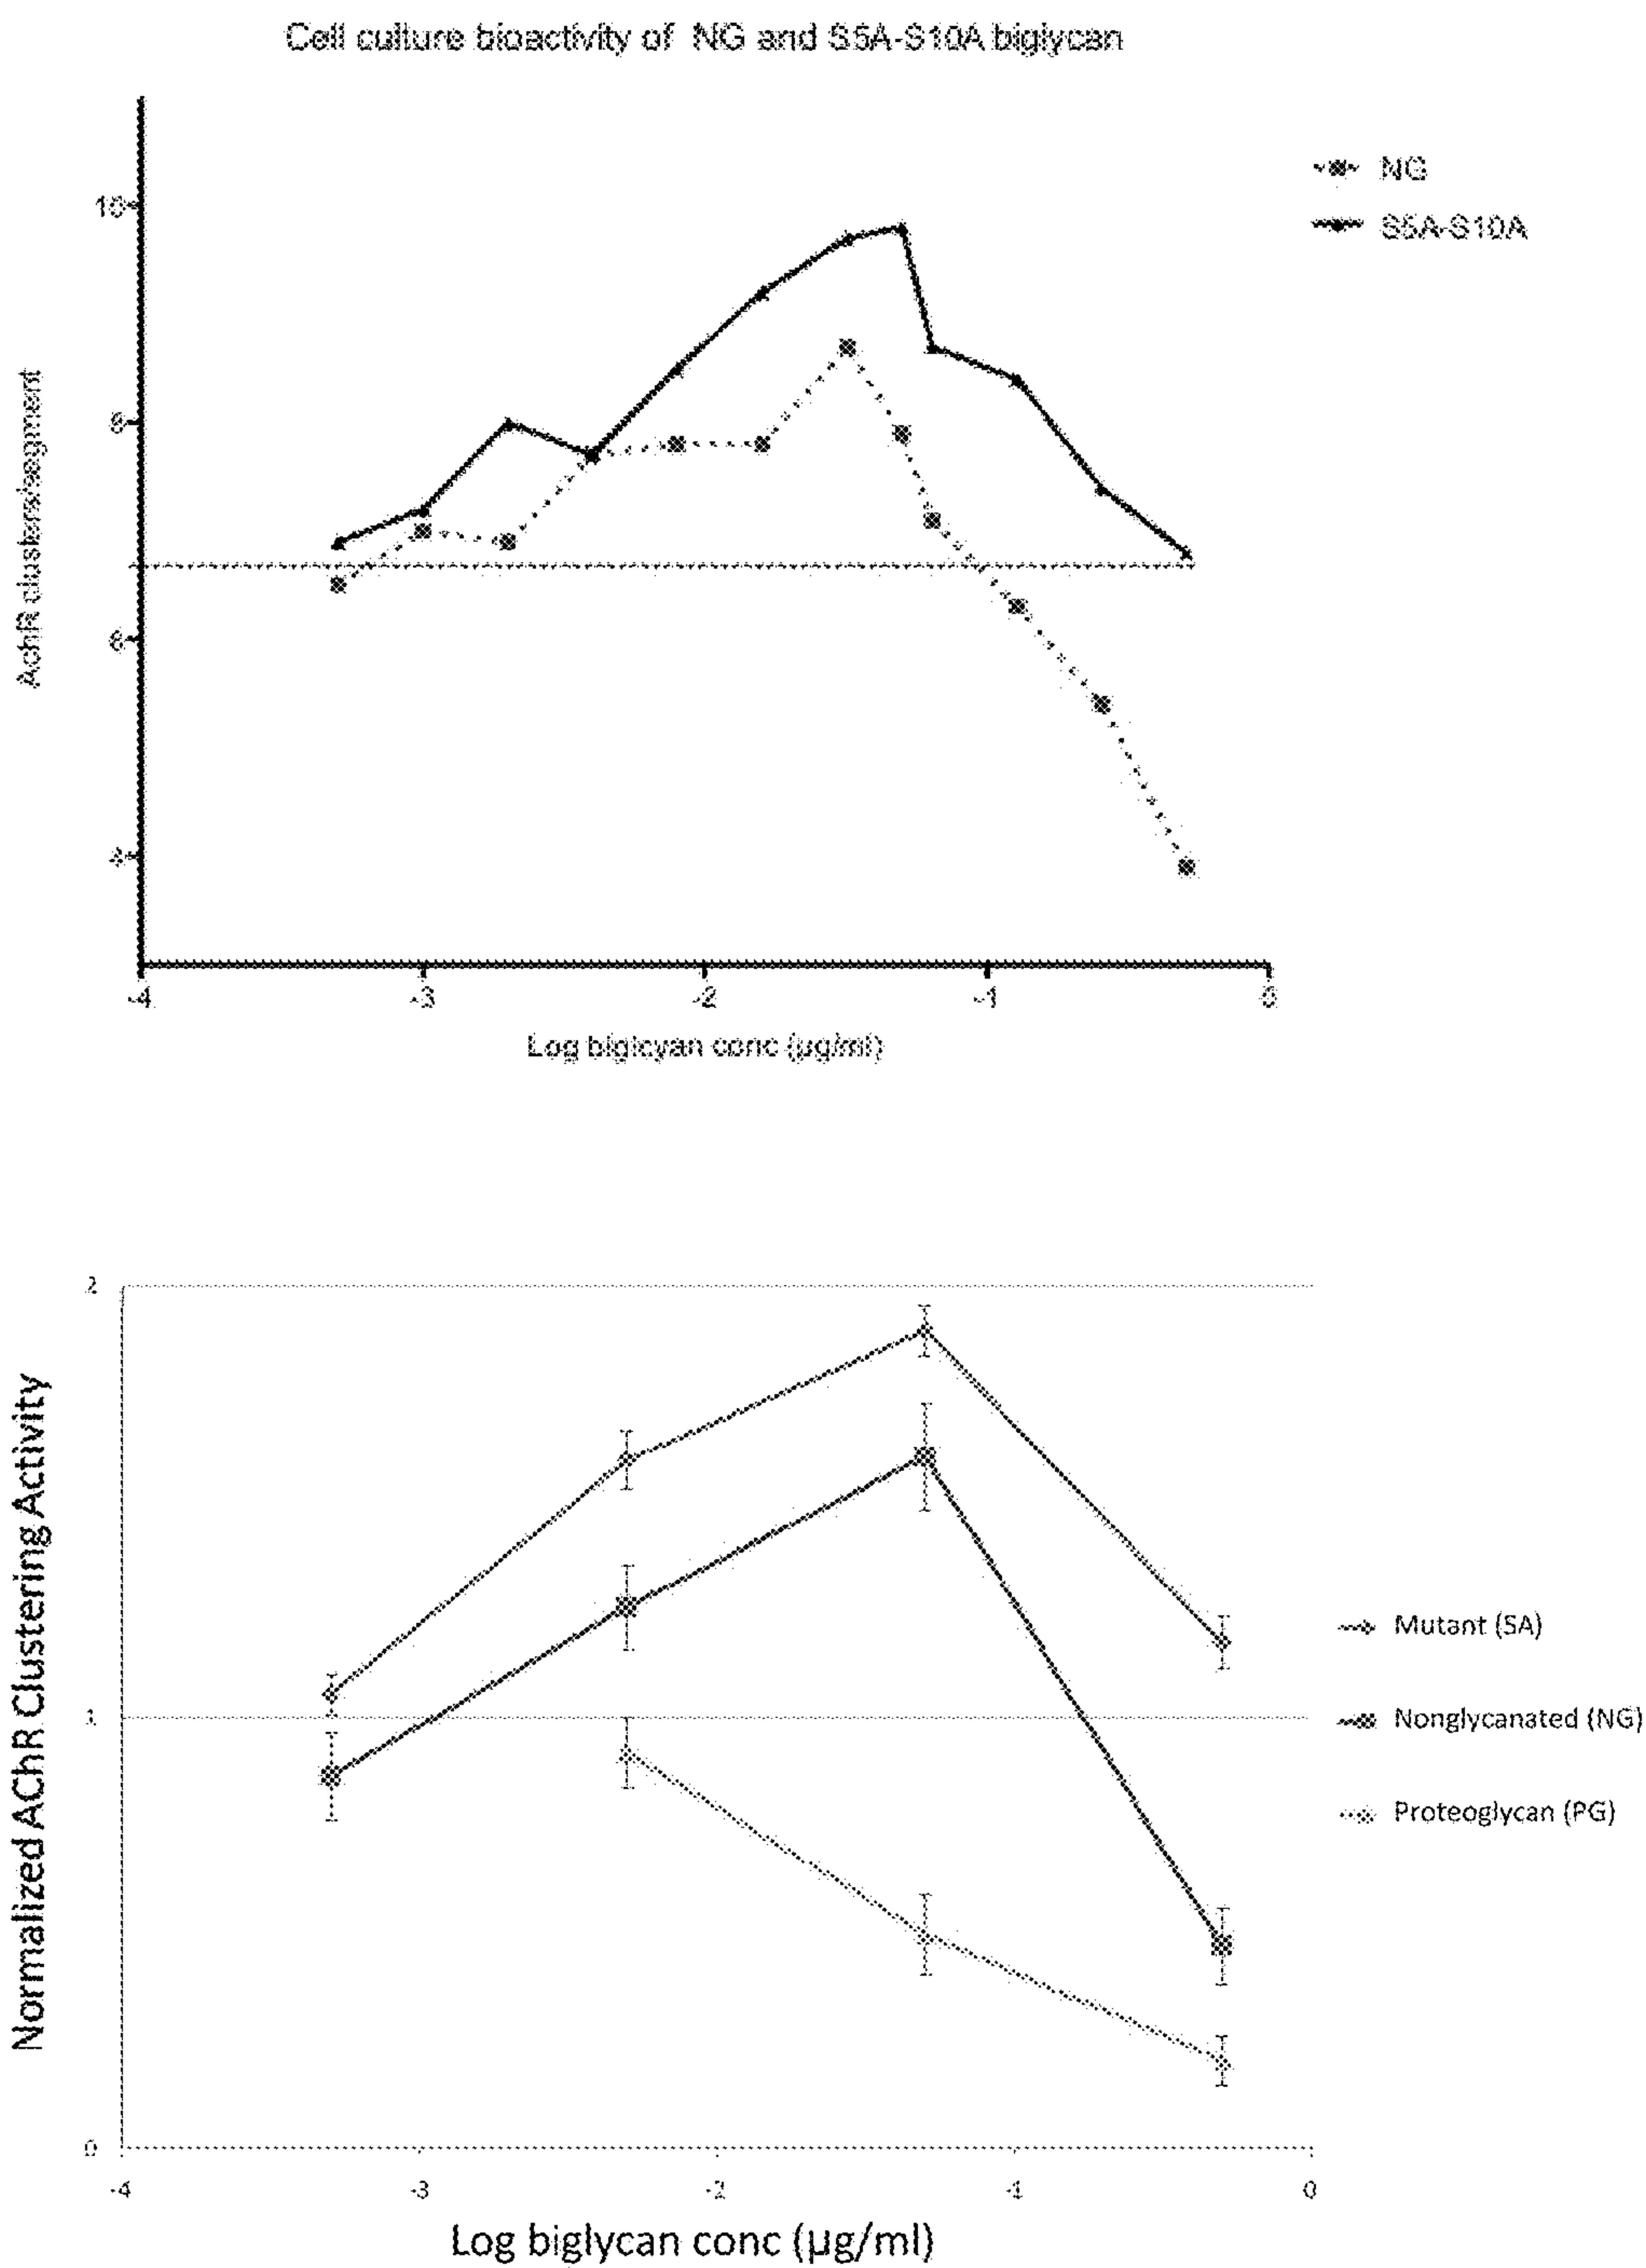 Cell culture bioactivity of NG and S5A-S10A biglycan
NG
S5A-S10A
10
8
6
4
AchR clusters/segment
-4
-3
-2
-1
0
Log biglcyan conc (µg/ml)
2
1
0
Normalized AChR Clustering Activity
Mutant (SA)
Nonglycanated (NG)
Proteoglycan (PG)
-4
-3
-2
-1
0
Log biglycan conc (µg/ml)